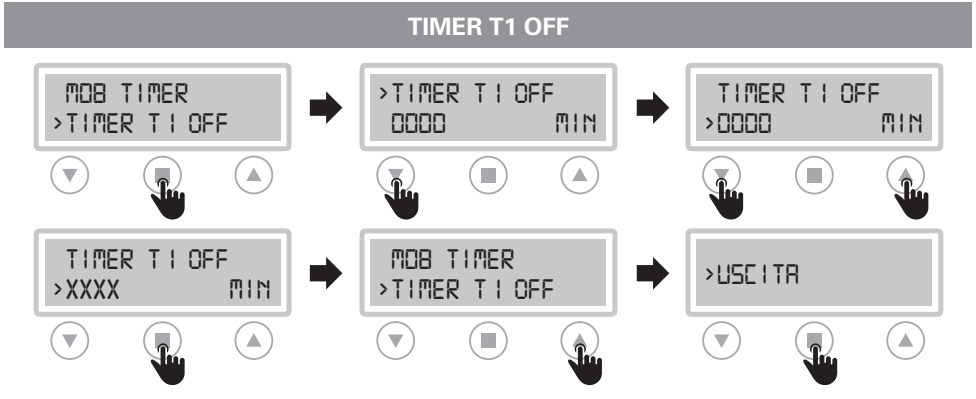 TIMER T1 OFF
MOB TIMER
>TIMER T1 OFF
>TIMER T1 OFF
0000 MIN
TIMER T1 OFF
>0000 MIN
TIMER T1 OFF
>XXXX MIN
MOB TIMER
>TIMER T1 OFF
>USCITA